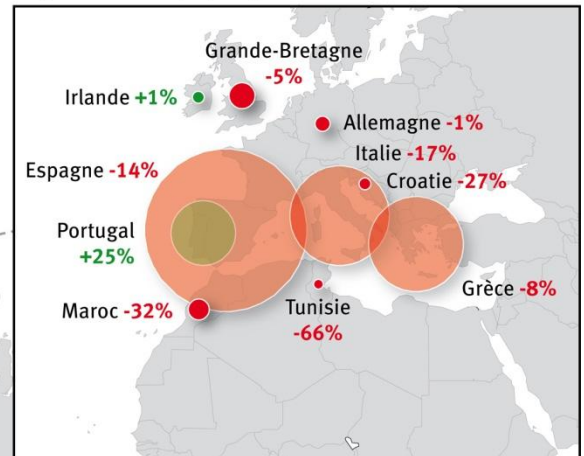 Grande-Bretagne
-5%
Irlande +1%
Allemagne -1%
Italie -17%
Espagne -14%
Croatie -27%
Portugal
+25%
Grèce -8%
Maroc -32%
Tunisie
-66%